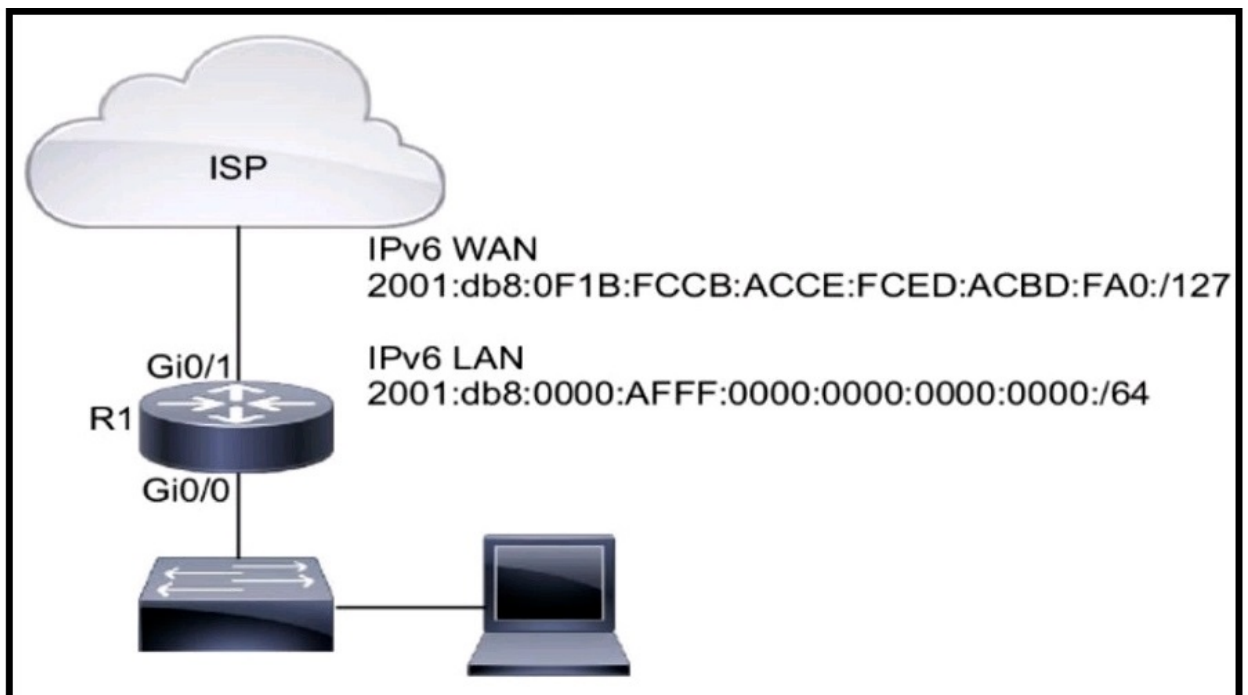 ISP
IPv6 WAN
2001:db8:0F1B:FCCB:ACCE:FCED:ACBD:FA0:/127
Gi0/1
IPv6 LAN
2001:db8:0000:AFFF:0000:0000:0000:0000:/64
R1
Gi0/0